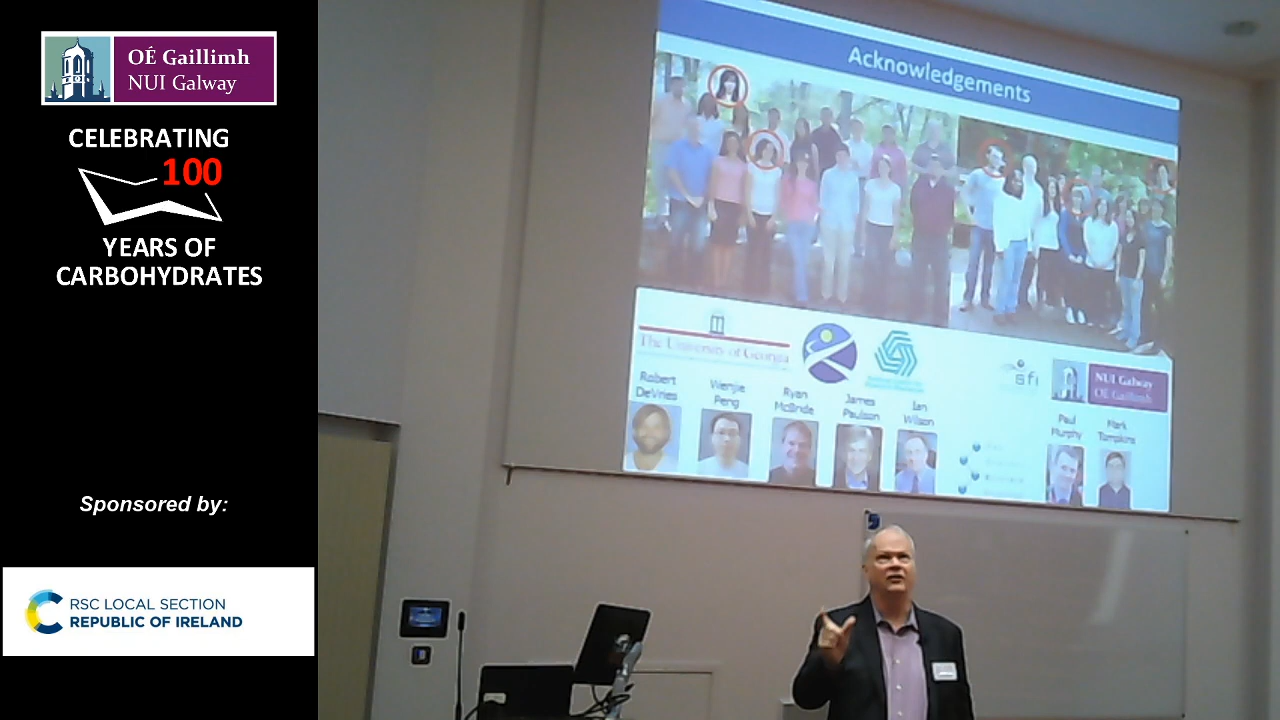 OÉ Gaillimh
NUI Galway
CELEBRATING
100
YEARS OF
CARBOHYDRATES
Sponsored by:
RSC LOCAL SECTION
REPUBLIC OF IRELAND
Acknowledgements
The University of Georgia
sfi
NUI Galway
OÉ Gaillimh
Robert
DeVries
Wenjie
Peng
Ryan
McBride
James
Paulson
Ian
Wilson
Paul
Murphy
Mark
Tompkins